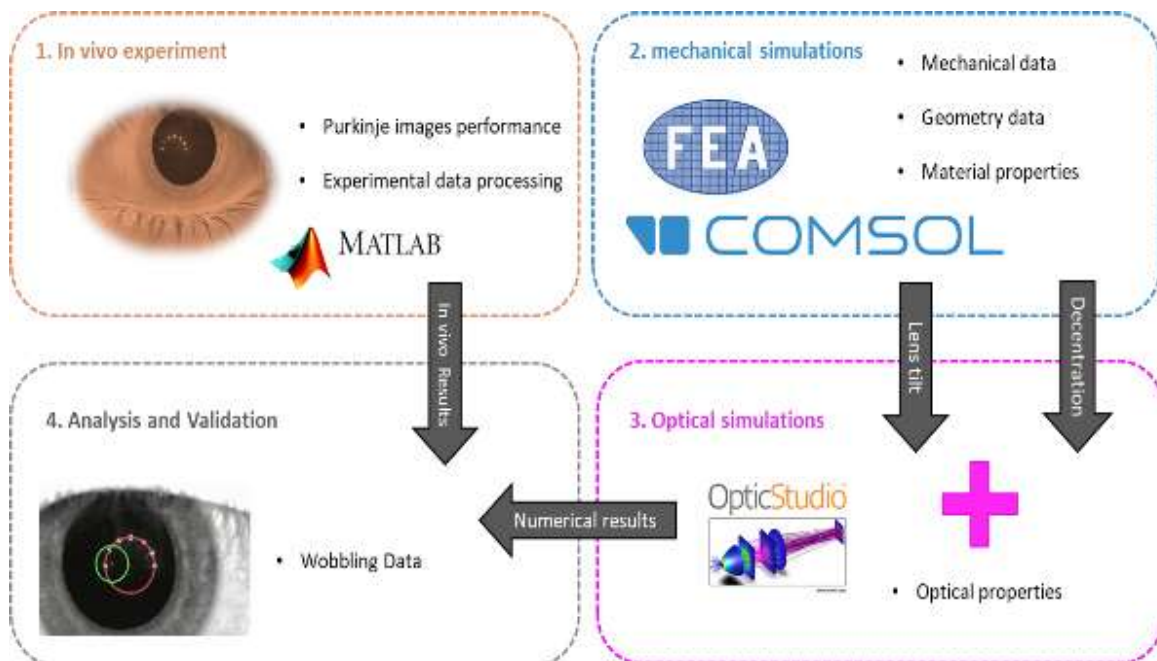 1. In vivo experiment
• Purkinje images performance
• Experimental data processing
MATLAB
2. mechanical simulations
• Mechanical data
• Geometry data
• Material properties
FEA
COMSOL
In vivo Results
Lens tilt
Decentration
4. Analysis and Validation
• Wobbling Data
Numerical results
3. Optical simulations
OpticStudio
• Optical properties